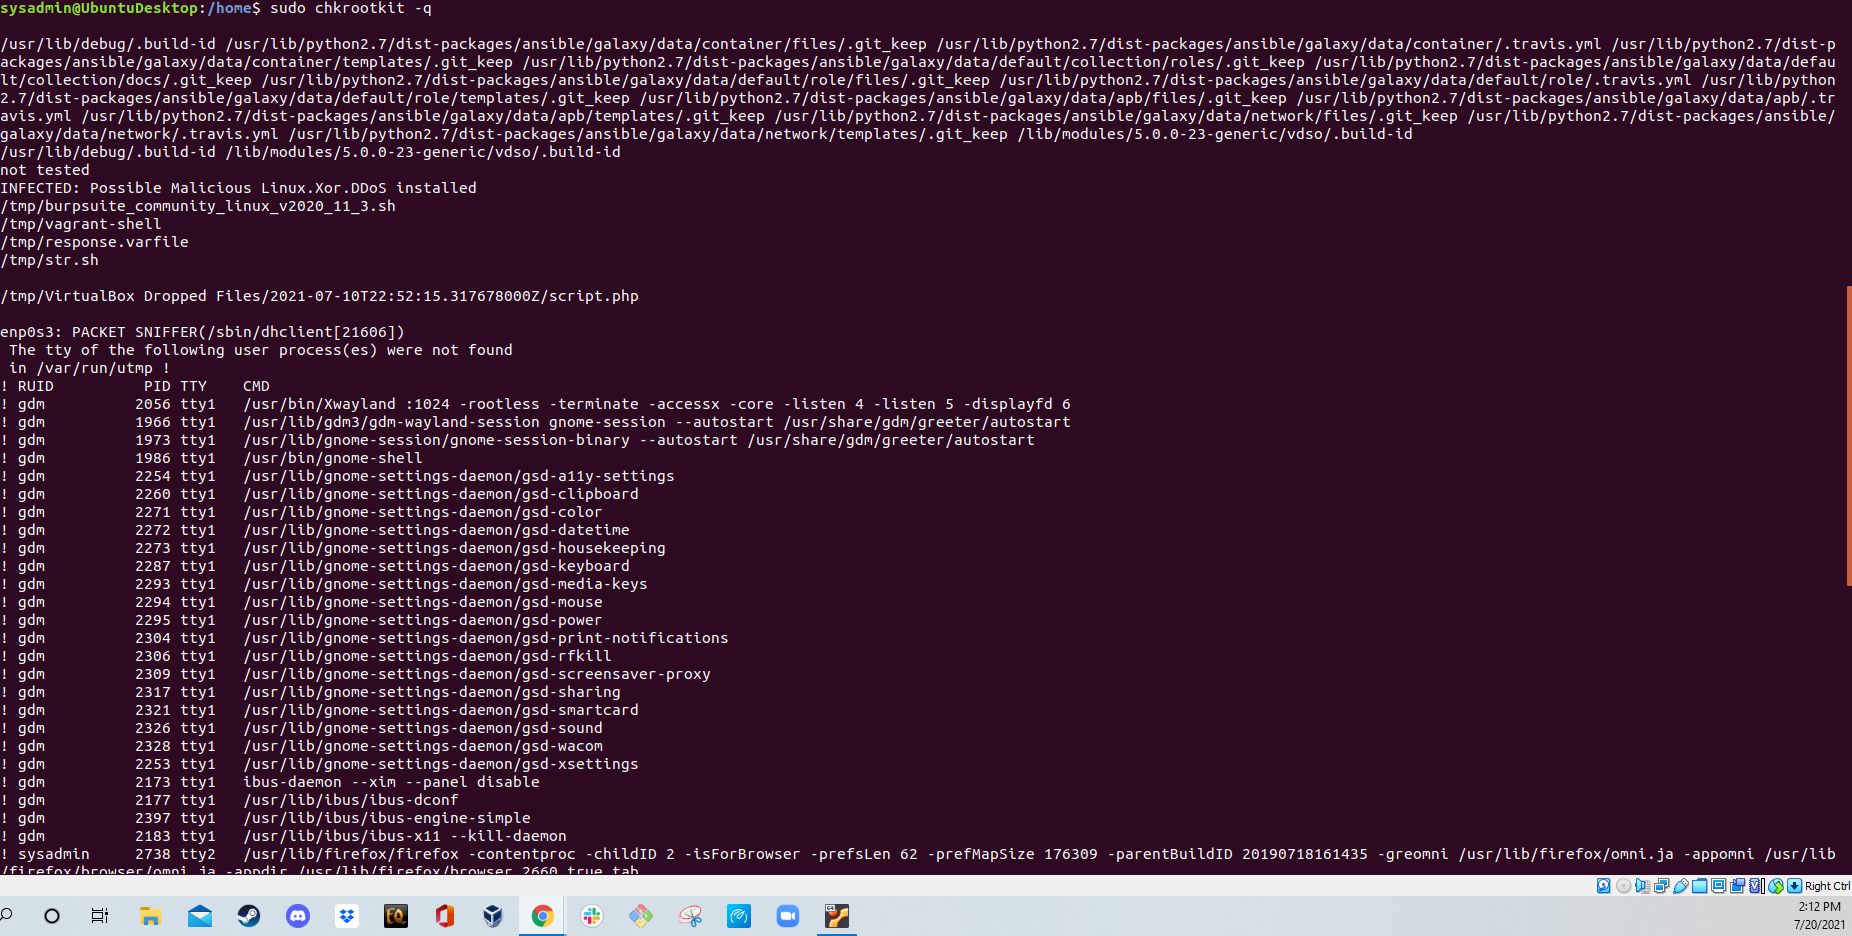 sysadmin@UbuntuDesktop:/home$ sudo chkrootkit -q
/usr/lib/debug/.build-id /usr/lib/python2.7/dist-packages/ansible/galaxy/data/container/files/.git_keep /usr/lib/python2.7/dist-packages/ansible/galaxy/data/container/.travis.yml /usr/lib/python2.7/dist-p
ackages/ansible/galaxy/data/container/templates/.git_keep /usr/lib/python2.7/dist-packages/ansible/galaxy/data/default/collection/roles/.git_keep /usr/lib/python2.7/dist-packages/ansible/galaxy/data/defau
lt/collection/docs/.git_keep /usr/lib/python2.7/dist-packages/ansible/galaxy/data/default/role/files/.git_keep /usr/lib/python2.7/dist-packages/ansible/galaxy/data/default/role/.travis.yml /usr/lib/python
2.7/dist-packages/ansible/galaxy/data/default/role/templates/.git_keep /usr/lib/python2.7/dist-packages/ansible/galaxy/data/apb/files/.git_keep /usr/lib/python2.7/dist-packages/ansible/galaxy/data/apb/.tr
avis.yml /usr/lib/python2.7/dist-packages/ansible/galaxy/data/apb/templates/.git_keep /usr/lib/python2.7/dist-packages/ansible/galaxy/data/network/files/.git_keep /usr/lib/python2.7/dist-packages/ansible/
galaxy/data/network/.travis.yml /usr/lib/python2.7/dist-packages/ansible/galaxy/data/network/templates/.git_keep /lib/modules/5.0.0-23-generic/vdso/.build-id
/usr/lib/debug/.build-id /lib/modules/5.0.0-23-generic/vdso/.build-id
not tested
INFECTED: Possible Malicious Linux.Xor.DDoS installed
/tmp/burpsuite_community_linux_v2020_11_3.sh
/tmp/vagrant-shell
/tmp/response.varfile
/tmp/str.sh
/tmp/VirtualBox Dropped Files/2021-07-10T22:52:15.317678000Z/script.php
enp0s3: PACKET SNIFFER(/sbin/dhclient[21606])
The tty of the following user process(es) were not found
in /var/run/utmp !
! RUID PID TTY CMD
! gdm 2056 tty1 /usr/bin/Xwayland :1024 -rootless -terminate -accessx -core -listen 4 -listen 5 -displayfd 6
! gdm 1966 tty1 /usr/lib/gdm3/gdm-wayland-session gnome-session --autostart /usr/share/gdm/greeter/autostart
! gdm 1973 tty1 /usr/lib/gnome-session/gnome-session-binary --autostart /usr/share/gdm/greeter/autostart
! gdm 1986 tty1 /usr/bin/gnome-shell
! gdm 2254 tty1 /usr/lib/gnome-settings-daemon/gsd-a11y-settings
! gdm 2260 tty1 /usr/lib/gnome-settings-daemon/gsd-clipboard
! gdm 2271 tty1 /usr/lib/gnome-settings-daemon/gsd-color
! gdm 2272 tty1 /usr/lib/gnome-settings-daemon/gsd-datetime
! gdm 2273 tty1 /usr/lib/gnome-settings-daemon/gsd-housekeeping
! gdm 2287 tty1 /usr/lib/gnome-settings-daemon/gsd-keyboard
! gdm 2293 tty1 /usr/lib/gnome-settings-daemon/gsd-media-keys
! gdm 2294 tty1 /usr/lib/gnome-settings-daemon/gsd-mouse
! gdm 2295 tty1 /usr/lib/gnome-settings-daemon/gsd-power
! gdm 2304 tty1 /usr/lib/gnome-settings-daemon/gsd-print-notifications
! gdm 2306 tty1 /usr/lib/gnome-settings-daemon/gsd-rfkill
! gdm 2309 tty1 /usr/lib/gnome-settings-daemon/gsd-screensaver-proxy
! gdm 2317 tty1 /usr/lib/gnome-settings-daemon/gsd-sharing
! gdm 2321 tty1 /usr/lib/gnome-settings-daemon/gsd-smartcard
! gdm 2326 tty1 /usr/lib/gnome-settings-daemon/gsd-sound
! gdm 2328 tty1 /usr/lib/gnome-settings-daemon/gsd-wacom
! gdm 2253 tty1 /usr/lib/gnome-settings-daemon/gsd-xsettings
! gdm 2173 tty1 ibus-daemon --xim --panel disable
! gdm 2177 tty1 /usr/lib/ibus/ibus-dconf
! gdm 2397 tty1 /usr/lib/ibus/ibus-engine-simple
! gdm 2183 tty1 /usr/lib/ibus/ibus-x11 --kill-daemon
! sysadmin 2738 tty2 /usr/lib/firefox/firefox -contentproc -childID 2 -isForBrowser -prefsLen 62 -prefMapSize 176309 -parentBuildID 20190718161435 -greomni /usr/lib/firefox/omni.ja -appomni /usr/lib
/firefox/browser/omni.ja -appdir /usr/lib/firefox/browser 2660 true tab
Right Ctrl
2:12 PM
7/20/2021